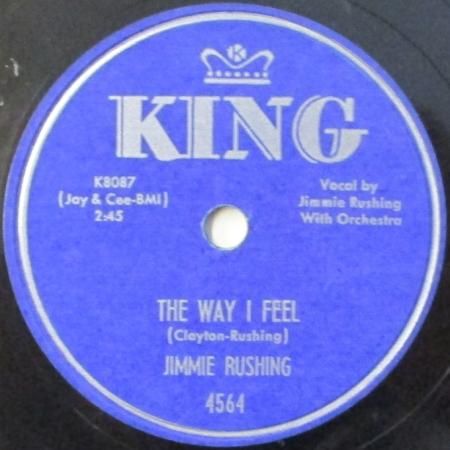 K
KING
K8087
(Jay & Cee-BMI)
2:45
Vocal by
Jimmie Rushing
With Orchestra
THE WAY I FEEL
(Clayton-Rushing)
JIMMIE RUSHING
4564